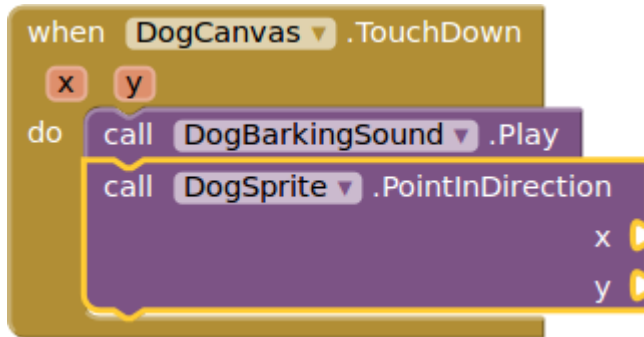 when DogCanvas .TouchDown
x y
do call DogBarkingSound .Play
call DogSprite .PointInDirection
x
y